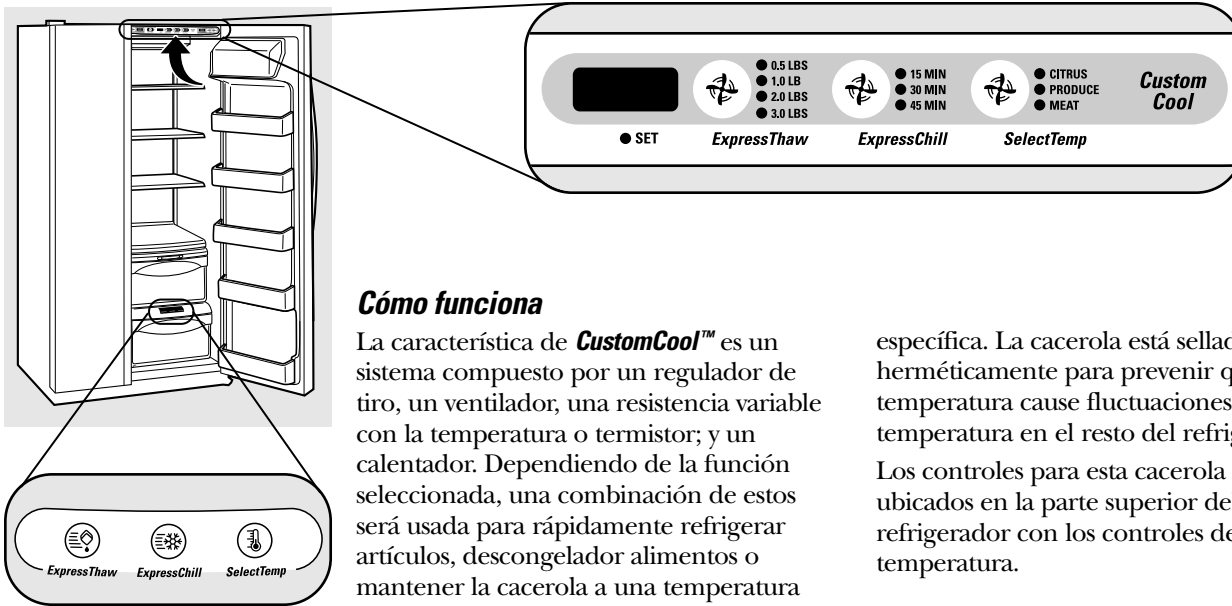 0.5 LBS
1.0 LB
2.0 LBS
3.0 LBS
15 MIN
30 MIN
45 MIN
CITRUS
PRODUCE
MEAT
Custom
Cool
SET
ExpressThaw
ExpressChill
SelectTemp
Cómo funciona
La característica de CustomCool™ es un
sistema compuesto por un regulador de
tiro, un ventilador, una resistencia variable
con la temperatura o termistor; y un
calentador. Dependiendo de la función
seleccionada, una combinación de estos
será usada para rápidamente refrigerar
artículos, descongelador alimentos o
mantener la cacerola a una temperatura
específica. La cacerola está
herméticamente para prevenir
temperatura cause fluctuaciones
temperatura en el resto del
Los controles para esta cacerola
ubicados en la parte superior
refrigerador con los controles
temperatura.
ExpressThaw
ExpressChill
SelectTemp